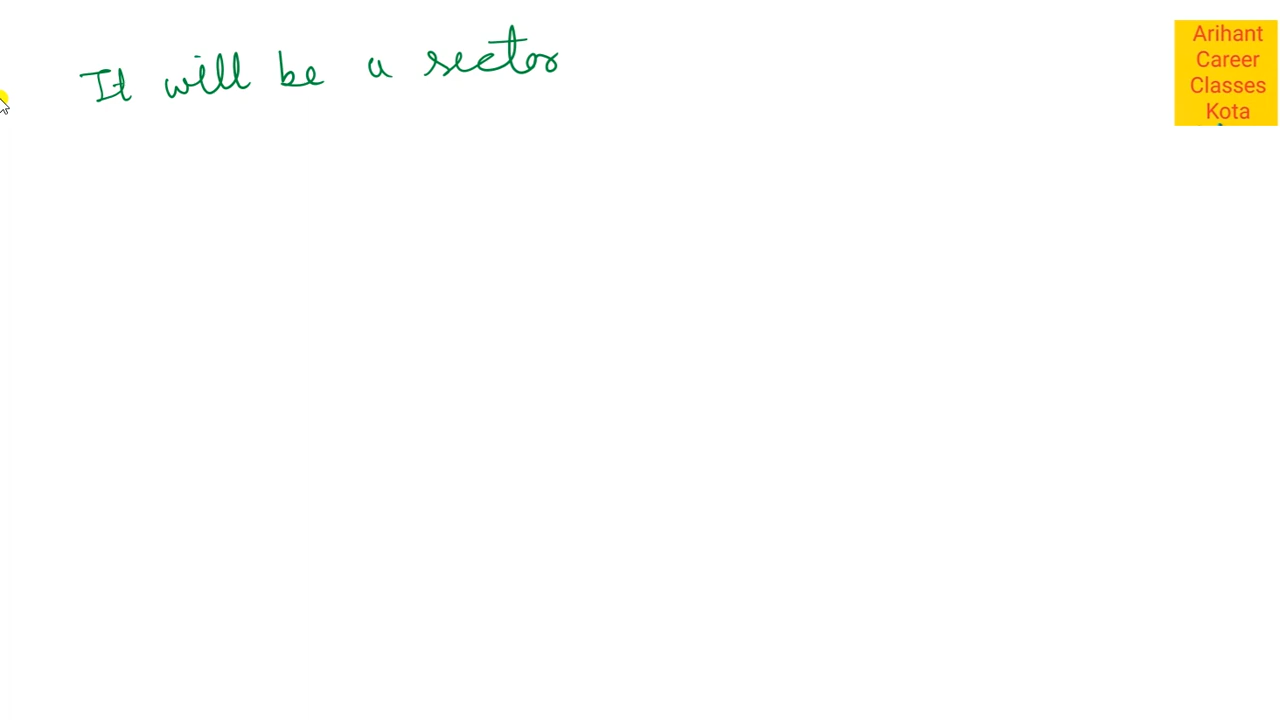 It will be a sector
Arihant
Career
Classes
Kota